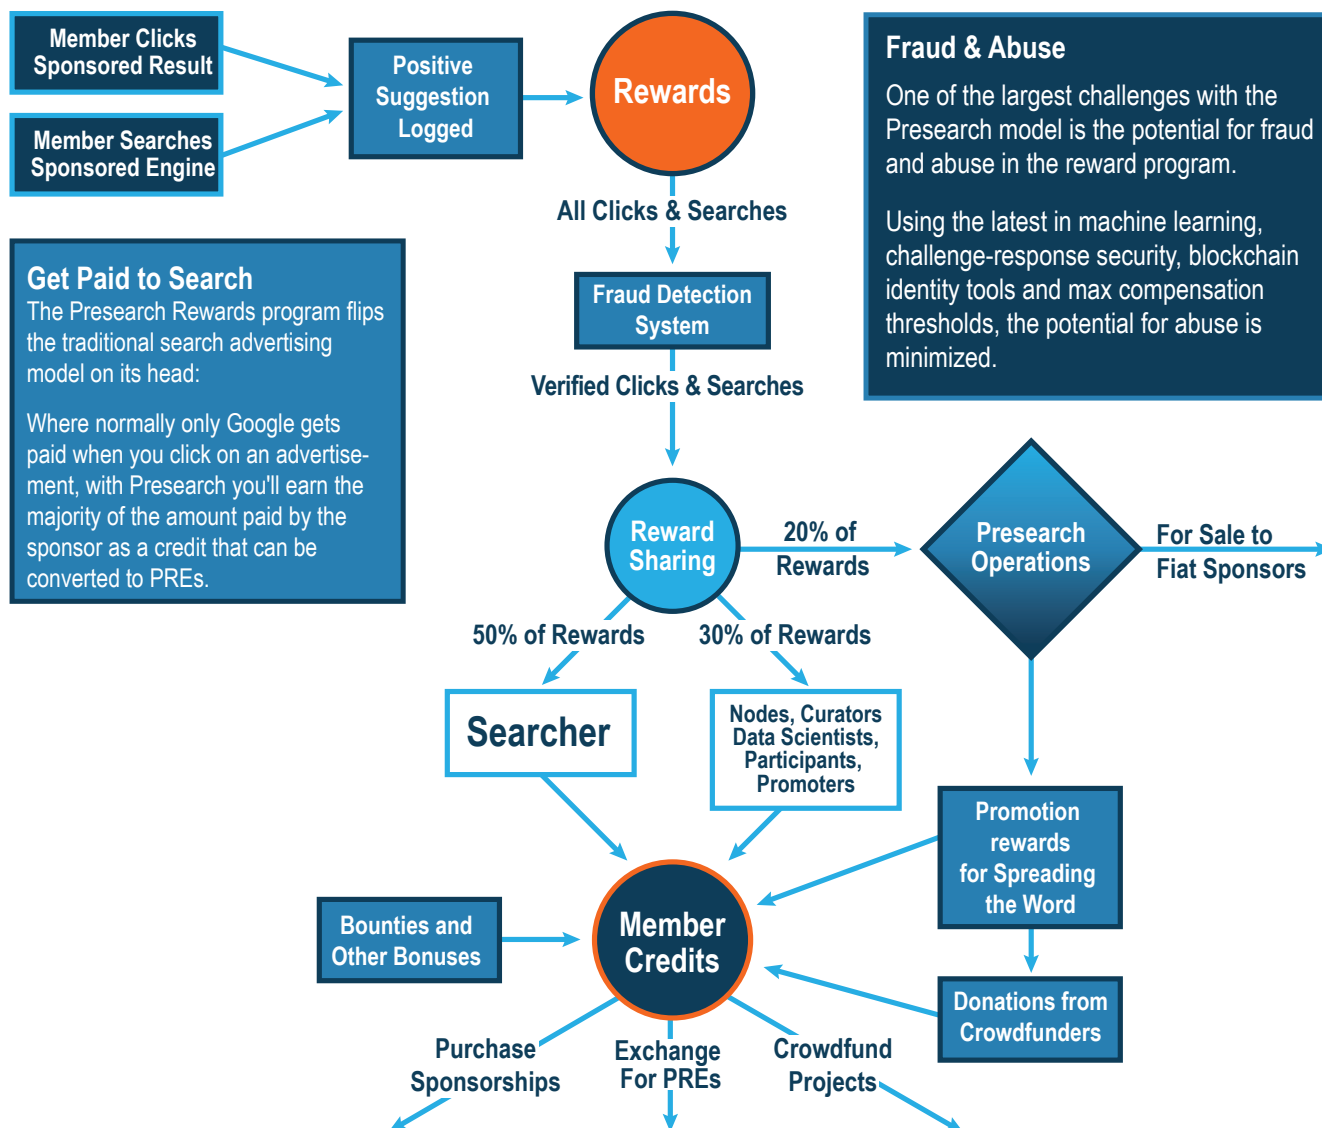 Member Clicks
Sponsored Result
Member Searches
Sponsored Engine
Positive
Suggestion
Logged
Rewards
Fraud & Abuse
One of the largest challenges with the
Presearch model is the potential for fraud
and abuse in the reward program.
Using the latest in machine learning,
challenge-response security, blockchain
identity tools and max compensation
thresholds, the potential for abuse is
minimized.
All Clicks & Searches
Get Paid to Search
The Presearch Rewards program flips
the traditional search advertising
model on its head:
Where normally only Google gets
paid when you click on an advertise-
ment, with Presearch you'll earn the
majority of the amount paid by the
sponsor as a credit that can be
converted to PREs.
Fraud Detection
System
Verified Clicks & Searches
Reward
Sharing
20% of
Rewards
Presearch
Operations
For Sale to
Fiat Sponsors
50% of Rewards
30% of Rewards
Searcher
Nodes, Curators
Data Scientists,
Participants,
Promoters
Promotion
rewards
for Spreading
the Word
Bounties and
Other Bonuses
Member
Credits
Donations from
Crowdfunders
Purchase
Sponsorships
Exchange
For PREs
Crowdfund
Projects